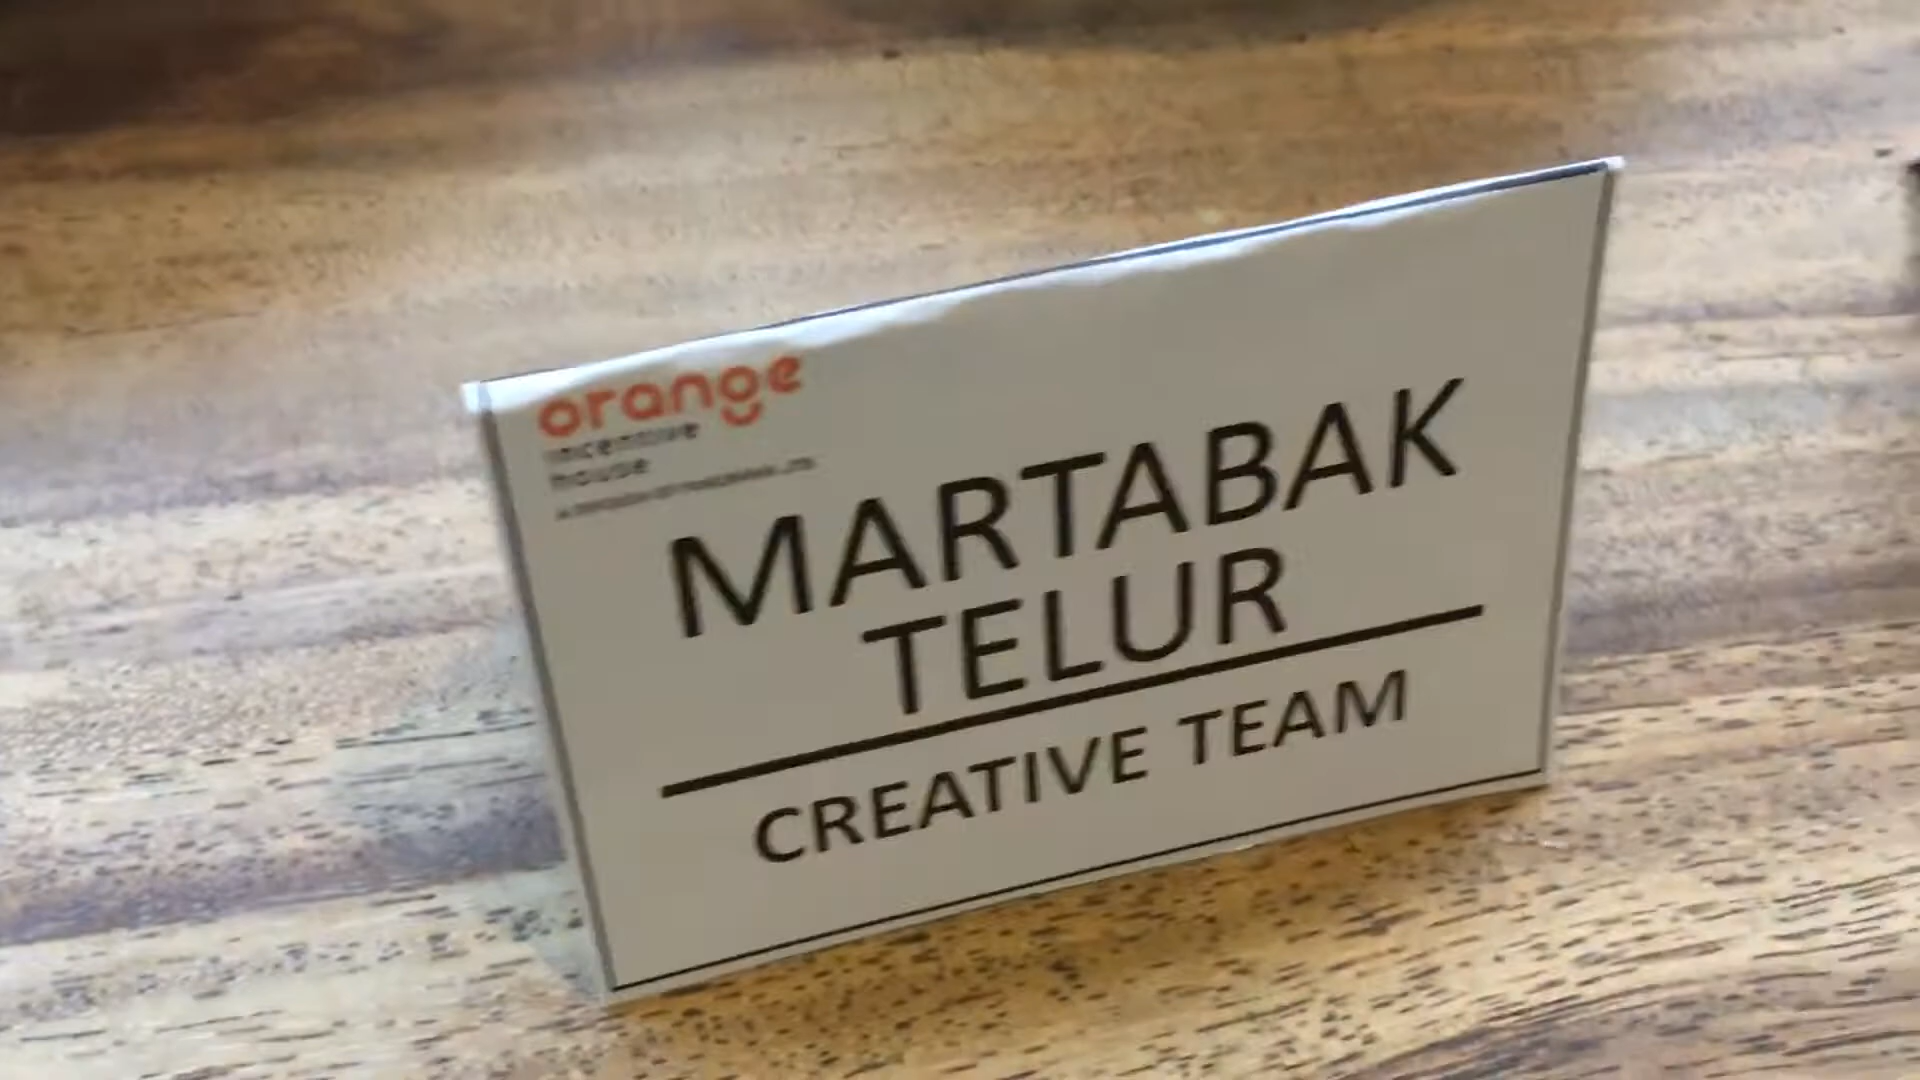 orange
incentive
house
MARTABAK
TELUR
CREATIVE TEAM